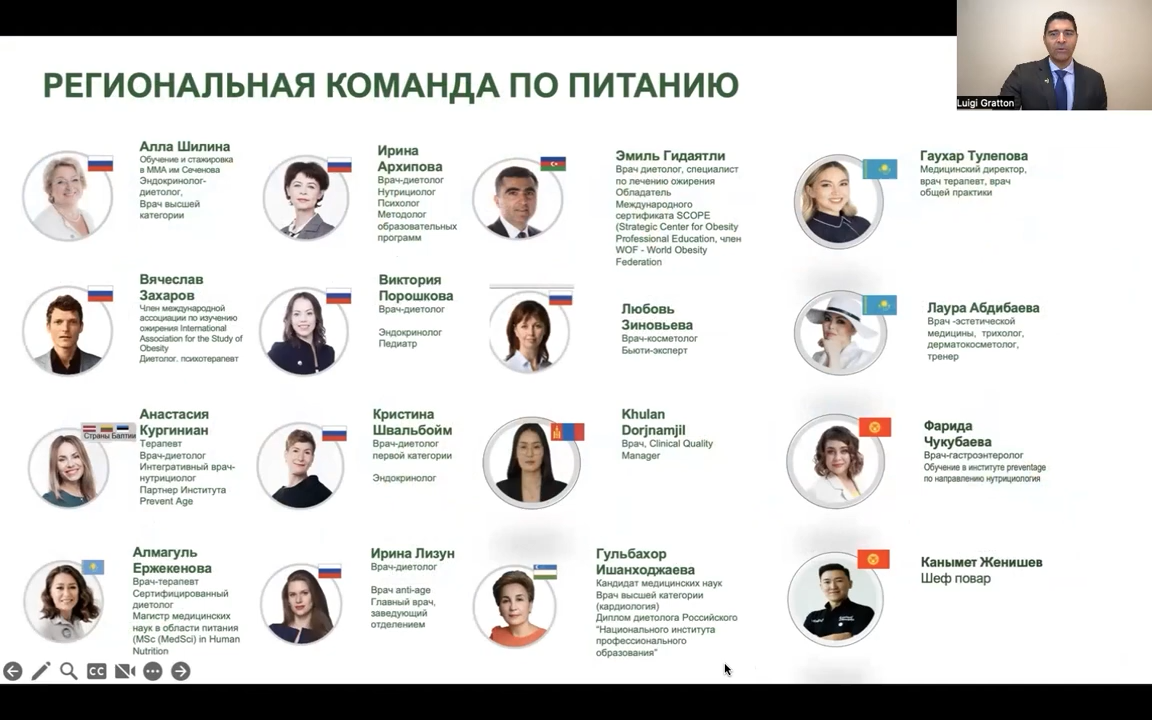 РЕГИОНАЛЬНАЯ КОМАНДА ПО ПИТАНИЮ
Luigi Gratton
Алла Шилина
Обучение и стажировка
в ММА им Сеченова
Эндокринолог-
диетолог,
Врач высшей
категории
Ирина
Архипова
Врач-диетолог
Нутрициолог
Психолог
Методолог
образовательных
программ
Эмиль Гидаятли
Врач диетолог, специалист
по лечению ожирения
Обладатель
Международного
сертификата SCOPE
(Strategic Center for Obesity
Professional Education, член
WOF - World Obesity
Federation
Гаухар Тулепова
Медицинский директор,
врач терапевт, врач
общей практики
Вячеслав
Захаров
Член международной
ассоциации по изучению
ожирения International
Association for the Study of
Obesity
Диетолог. психотерапевт
Виктория
Порошкова
Врач-диетолог
Эндокринолог
Педиатр
Любовь
Зиновьева
Врач-косметолог
Бьюти-эксперт
Лаура Абдибаева
Врач -эстетической
медицины, трихолог,
дерматокосметолог,
тренер
Страны Балтии
Анастасия
Кургиниан
Терапевт
Врач-диетолог
Интегративный врач-
нутрициолог
Партнер Института
Prevent Age
Кристина
Швальбойм
Врач-диетолог
первой категории
Эндокринолог
Khulan
Dorjnamjil
Врач, Clinical Quality
Manager
Фарида
Чукубаева
Врач-гастроэнтеролог
Обучение в институте preventage
по направлению нутрициология
Алмагуль
Ержекенова
Врач-терапевт
Сертифицированный
диетолог
Магистр медицинских
наук в области питания
(MSc (MedSci) in Human
Nutrition
Ирина Лизун
Врач-диетолог
Врач anti-age
Главный врач,
заведующий
отделением
Гульбахор
Ишанходжаева
Кандидат медицинских наук
Врач высшей категории
(кардиология)
Диплом диетолога Российского
"Национального института
профессионального
образования"
Канымет Женишев
Шеф повар
CC